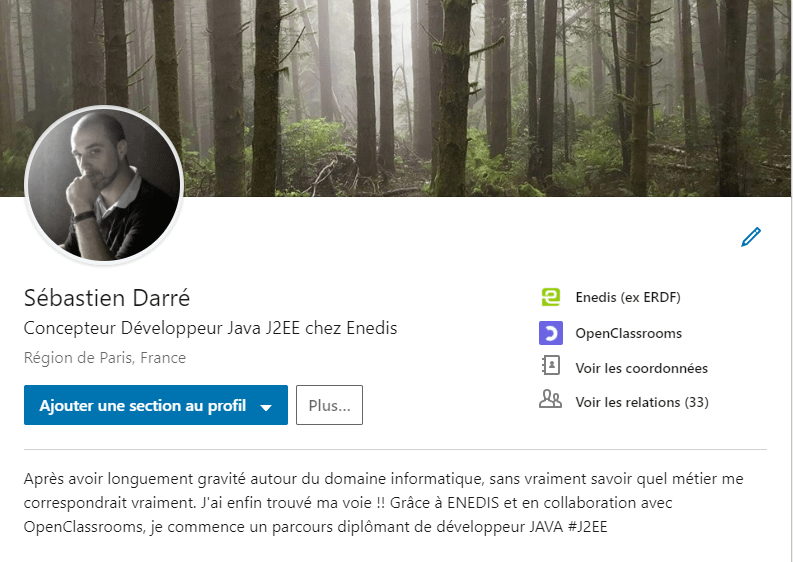 Sébastien Darré
Concepteur Développeur Java J2EE chez Enedis
Région de Paris, France
Ajouter une section au profil
Plus...
Enedis (ex ERDF)
OpenClassrooms
Voir les coordonnées
Voir les relations (33)
Après avoir longuement gravité autour du domaine informatique, sans vraiment savoir quel métier me
correspondrait vraiment. J'ai enfin trouvé ma voie !! Grâce à ENEDIS et en collaboration avec
OpenClassrooms, je commence un parcours diplômant de développeur JAVA #J2EE